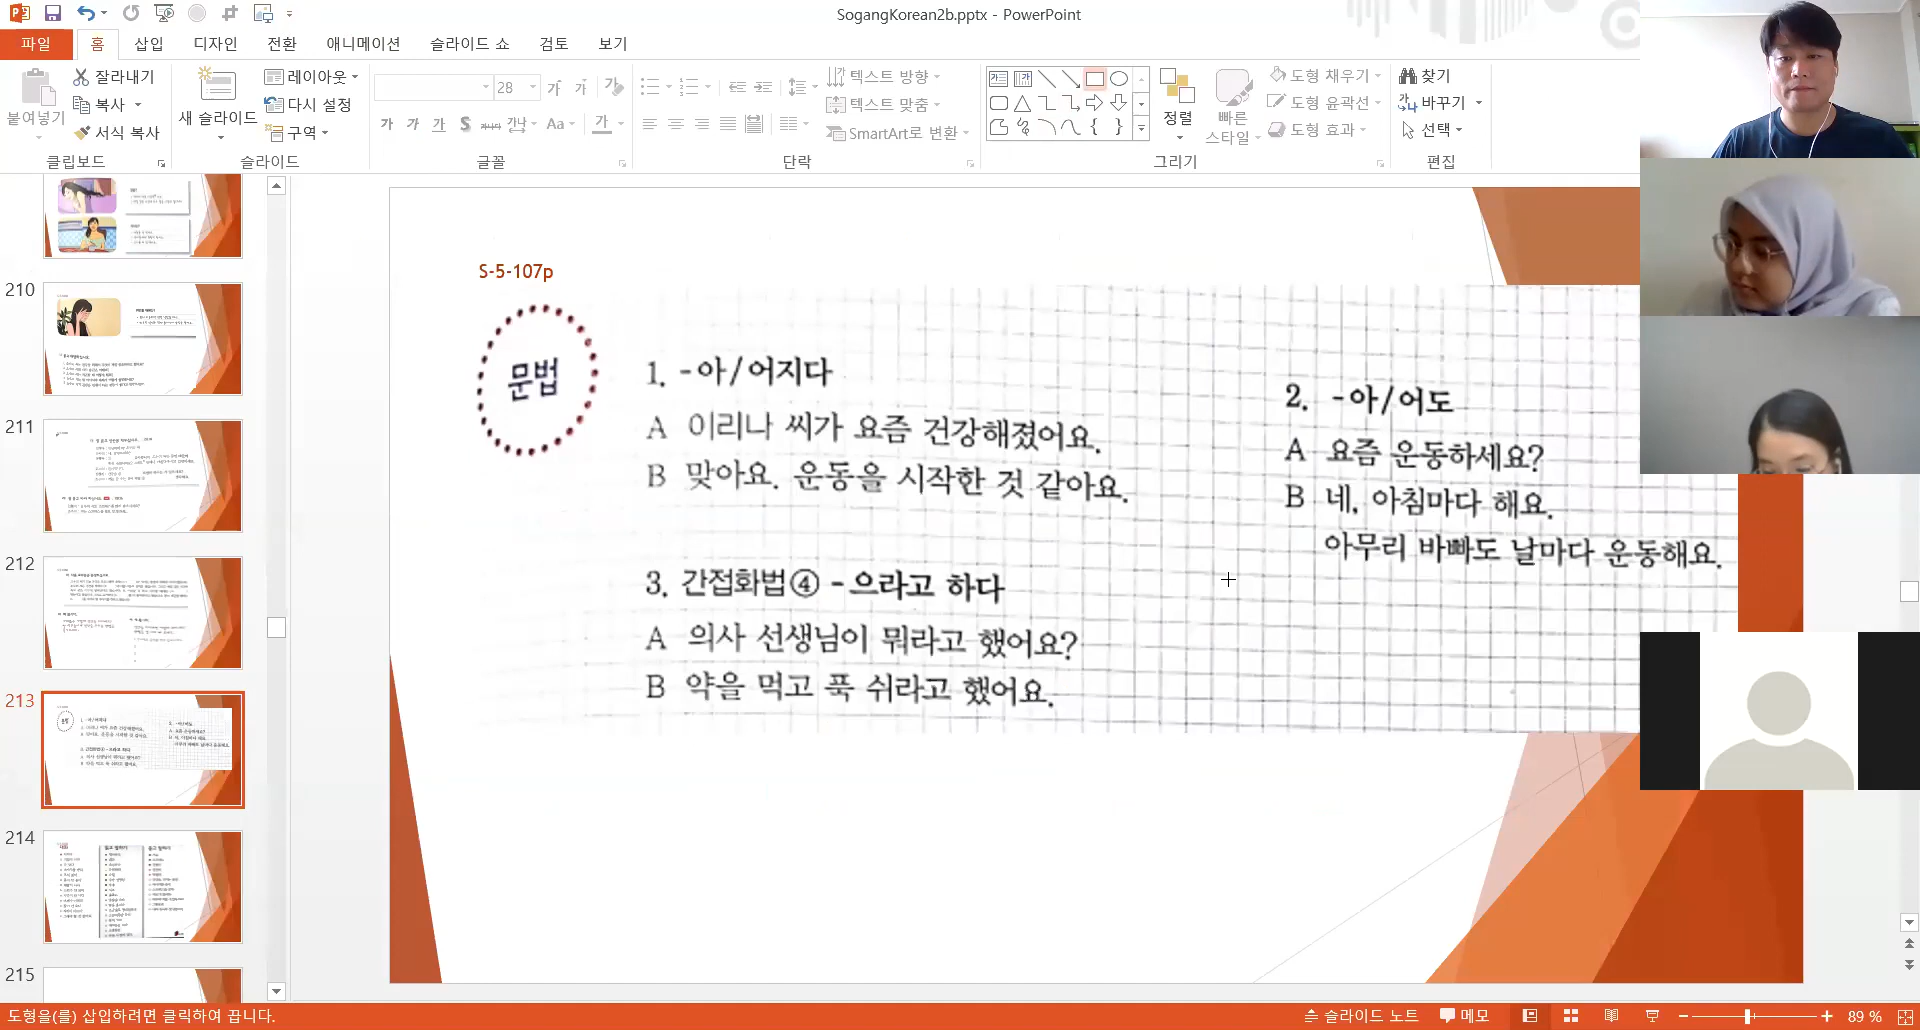 SogangKorean2b.pptx - PowerPoint
파일 홈 삽입 디자인 전환 애니메이션 슬라이드 쇼 검토 보기
붙여넣기
잘라내기
복사
서식 복사
클립보드
새 슬라이드
레이아웃
다시 설정
구역
슬라이드
28
가 가 가 S 가나다 간 Aa 가
글꼴
텍스트 방향
텍스트 맞춤
SmartArt로 변환
단락
정렬
빠른
스타일
도형 채우기
도형 윤곽선
도형 효과
그리기
찾기
바꾸기
선택
편집
210
211
212
213
214
215
S-5-107p
문법
1. -아/어지다
A 이리나 씨가 요즘 건강해졌어요.
B 맞아요. 운동을 시작한 것 같아요.
2. -아/어도
A 요즘 운동하세요?
B 네, 아침마다 해요.
아무리 바빠도 날마다 운동해요.
3. 간접화법④ -으라고 하다
A 의사 선생님이 뭐라고 했어요?
B 약을 먹고 푹 쉬라고 했어요.
도형을(를) 삽입하려면 클릭하여 끕니다.
슬라이드 노트 메모 89 %